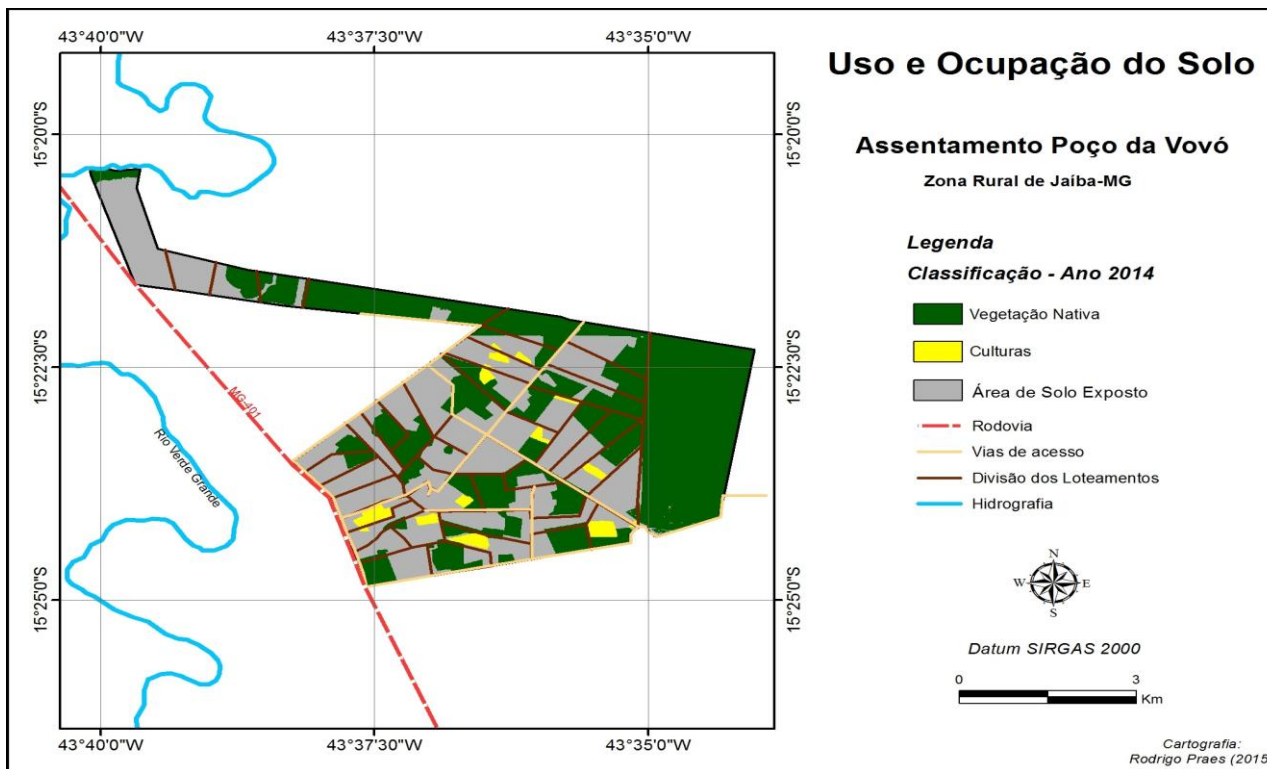 43°40'0"W
43°37'30"W
43°35'0"W
Uso e Ocupação do Solo
Assentamento Poço da Vovó
Zona Rural de Jaíba-MG
15°20'0"S
15°20'0"S
Legenda
Classificação - Ano 2014
Vegetação Nativa
Culturas
Área de Solo Exposto
Rodovia
Vias de acesso
Divisão dos Loteamentos
Hidrografia
15°22'30"S
15°22'30"S
MG-401
Rio Verde Grande
15°25'0"S
15°25'0"S
N
W
E
S
Datum SIRGAS 2000
0
3
Km
43°40'0"W
43°37'30"W
43°35'0"W
Cartografia:
Rodrigo Praes (2015